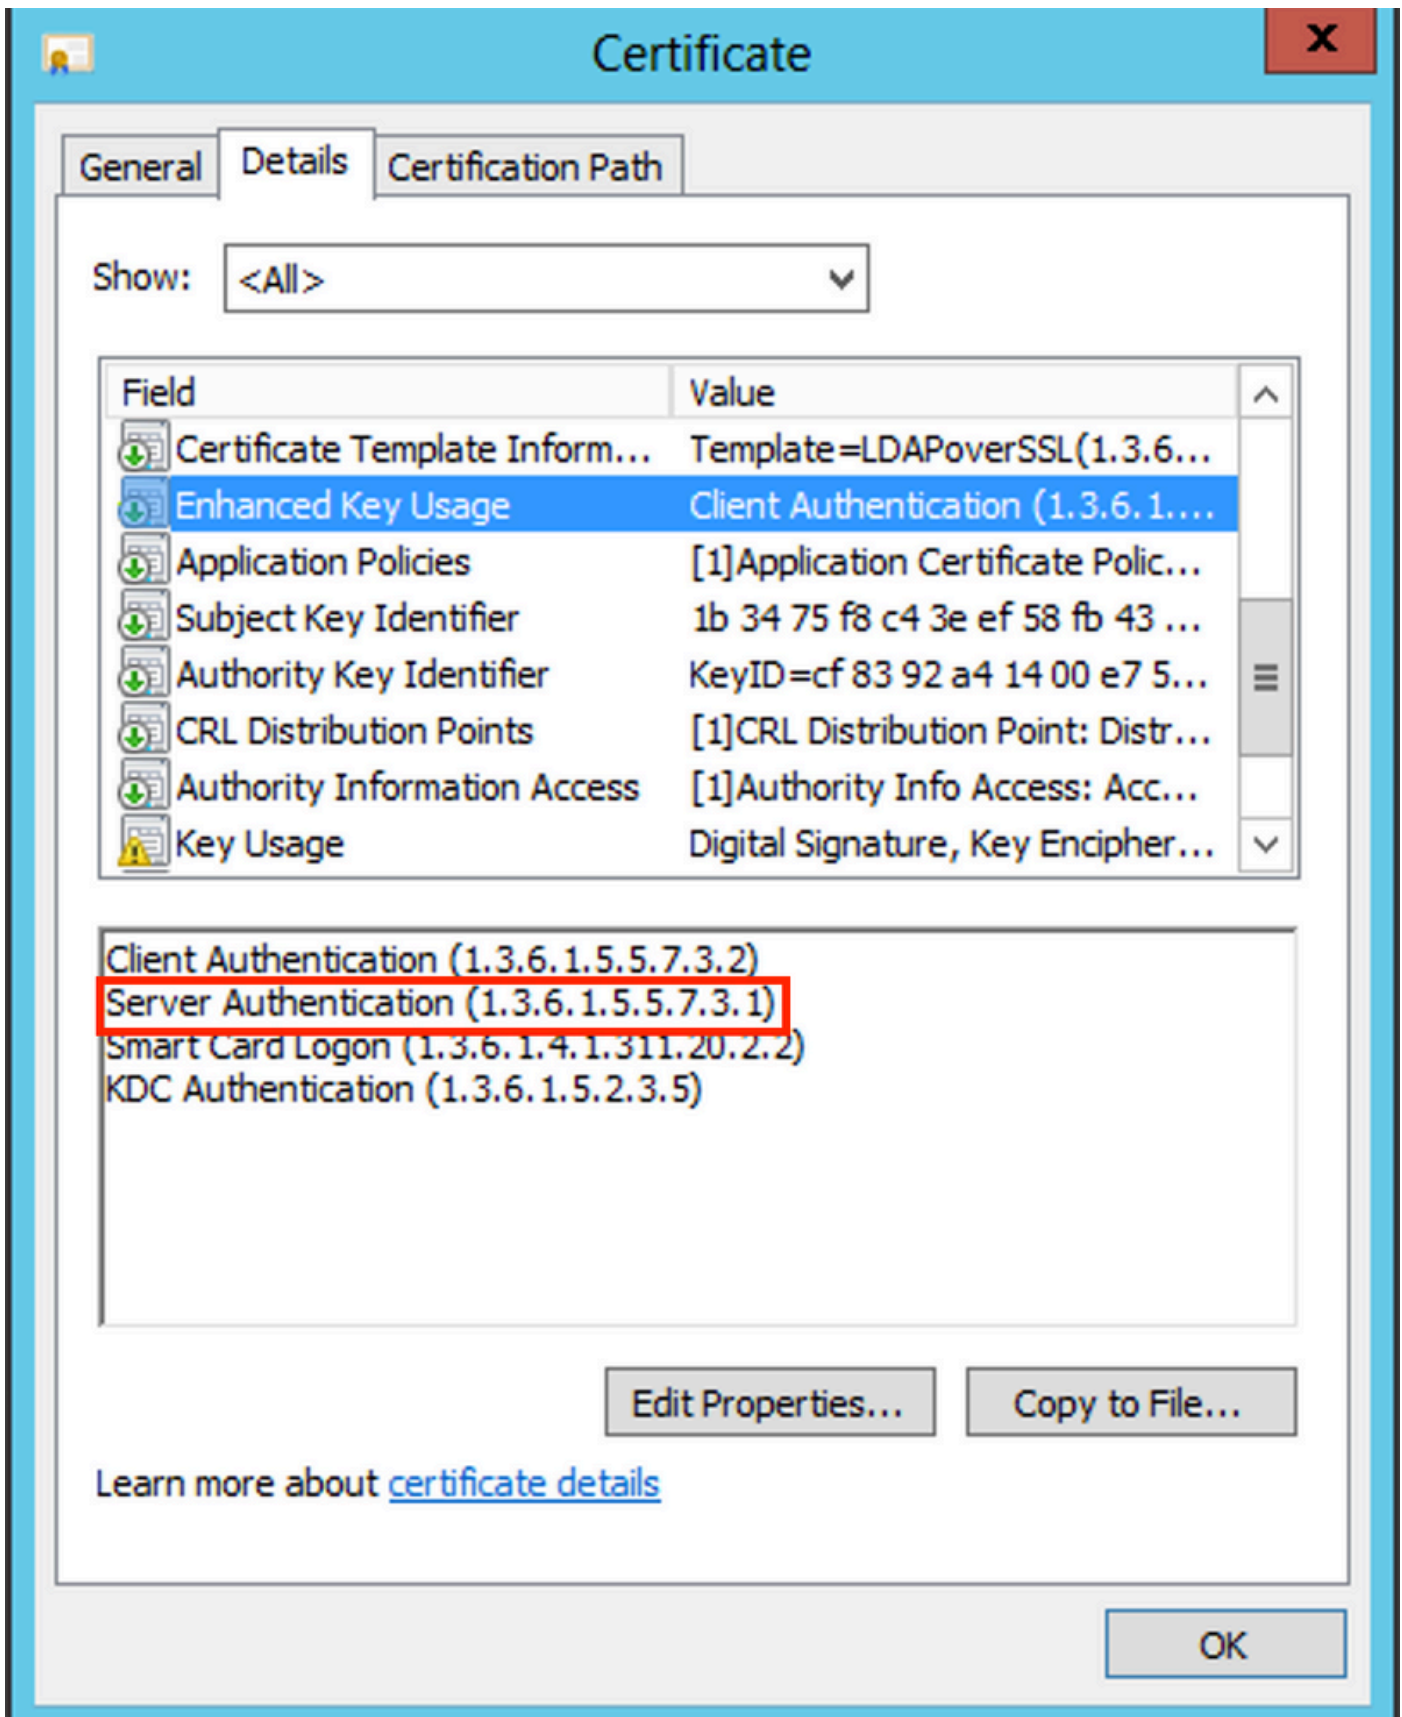 Certificate
x
General Details Certification Path
Show: <All>
Field Value
Certificate Template Inform... Template=LDAPoverSSL(1.3.6...
Enhanced Key Usage Client Authentication (1.3.6.1....
Application Policies [1]Application Certificate Polic...
Subject Key Identifier 1b 34 75 f8 c4 3e ef 58 fb 43 ...
Authority Key Identifier KeyID=cf 83 92 a4 14 00 e7 5...
CRL Distribution Points [1]CRL Distribution Point: Distr...
Authority Information Access [1]Authority Info Access: Acc...
Key Usage Digital Signature, Key Encipher...
Client Authentication (1.3.6.1.5.5.7.3.2)
Server Authentication (1.3.6.1.5.5.7.3.1)
Smart Card Logon (1.3.6.1.4.1.311.20.2.2)
KDC Authentication (1.3.6.1.5.2.3.5)
Edit Properties... Copy to File...
Learn more about certificate details
OK